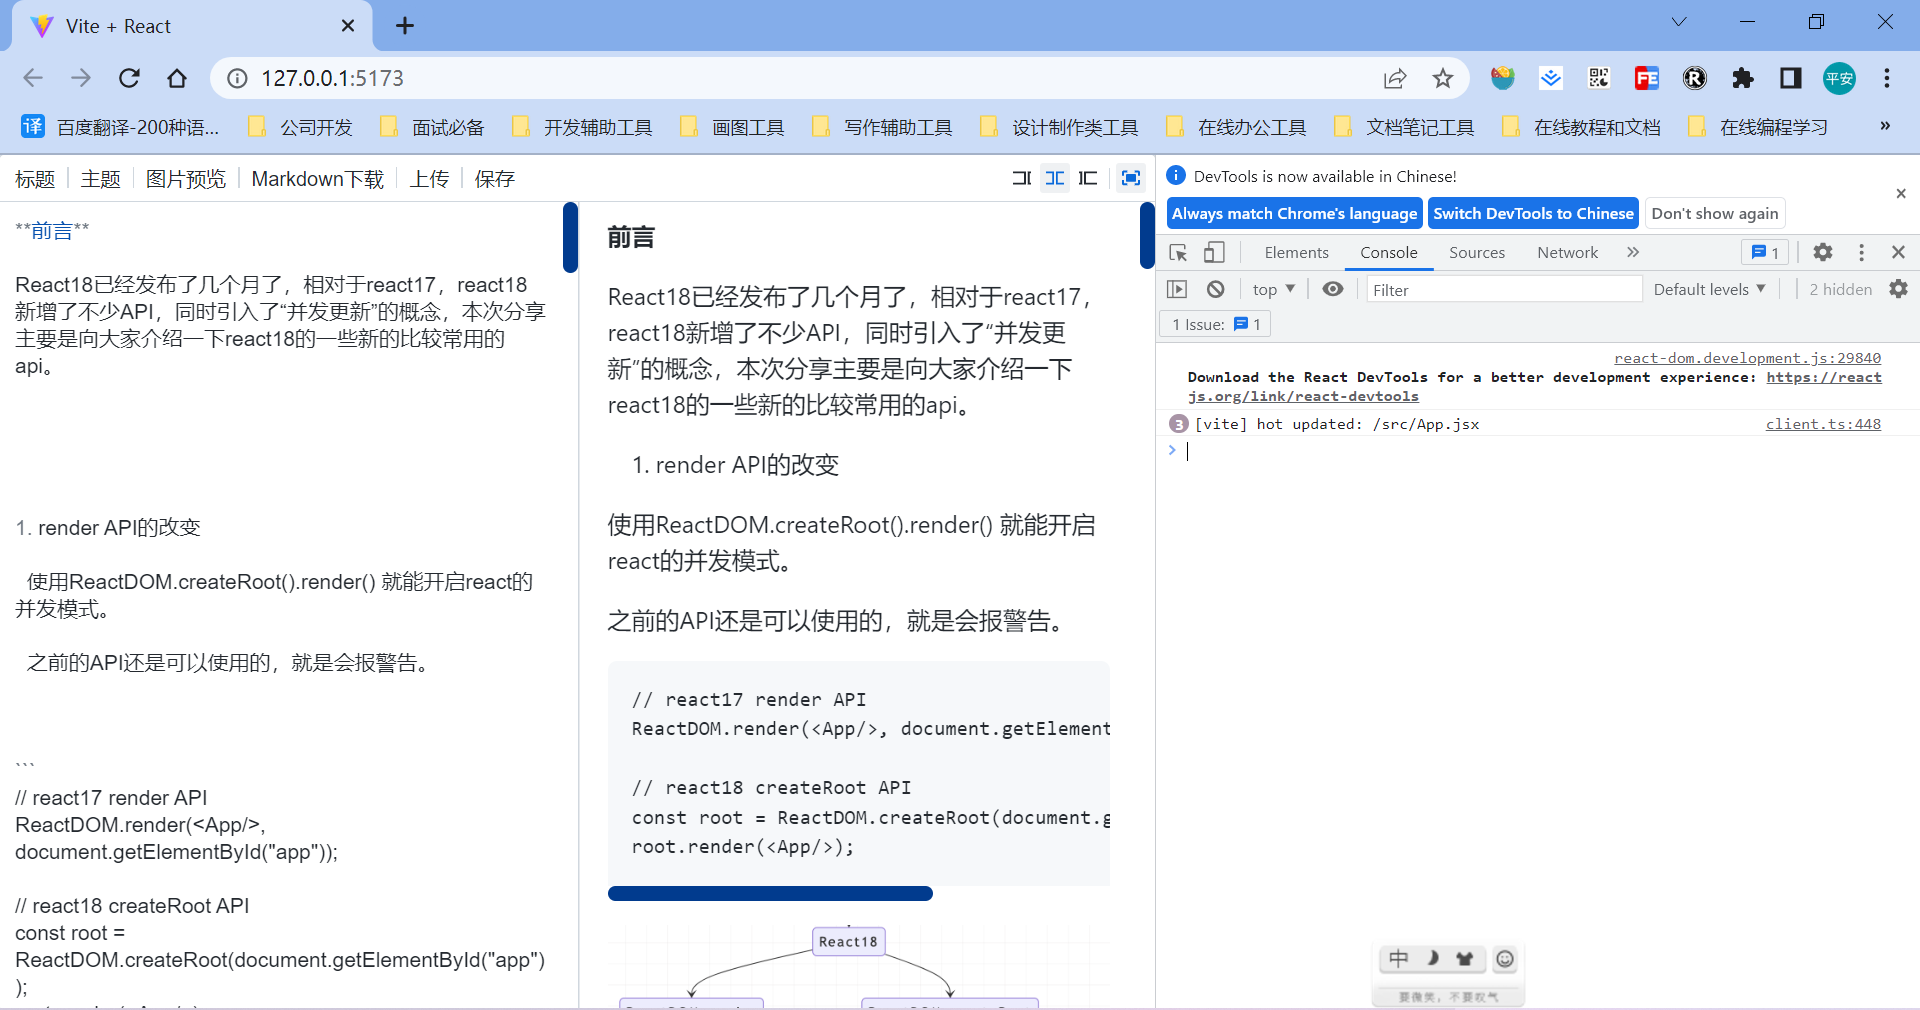 Vite + React
127.0.0.1:5173
平安
译 百度翻译-200种语... 公司开发 面试必备 开发辅助工具 画图工具 写作辅助工具 设计制作类工具 在线办公工具 文档笔记工具 在线教程和文档 在线编程学习 »
标题 主题 图片预览 Markdown下载 上传 保存
**前言**
React18已经发布了几个月了，相对于react17，react18
新增了不少API，同时引入了“并发更新”的概念，本次分享
主要是向大家介绍一下react18的一些新的比较常用的
api。
1. render API的改变
使用ReactDOM.createRoot().render() 就能开启react的
并发模式。
之前的API还是可以使用的，就是会报警告。
```
// react17 render API
ReactDOM.render(<App/>,
document.getElementById("app"));
// react18 createRoot API
const root =
ReactDOM.createRoot(document.getElementById("app")
);
前言
React18已经发布了几个月了，相对于react17，
react18新增了不少API，同时引入了“并发更
新”的概念，本次分享主要是向大家介绍一下
react18的一些新的比较常用的api。
1. render API的改变
使用ReactDOM.createRoot().render() 就能开启
react的并发模式。
之前的API还是可以使用的，就是会报警告。
// react17 render API
ReactDOM.render(<App/>, document.getElement
// react18 createRoot API
const root = ReactDOM.createRoot(document.g
root.render(<App/>);
React18
DevTools is now available in Chinese!
Always match Chrome's language Switch DevTools to Chinese Don't show again
Elements Console Sources Network » 1
top Filter Default levels 2 hidden
1 Issue: 1
react-dom.development.js:29840
Download the React DevTools for a better development experience: https://react
js.org/link/react-devtools
3 [vite] hot updated: /src/App.jsx client.ts:448
中
要微笑，不要叹气